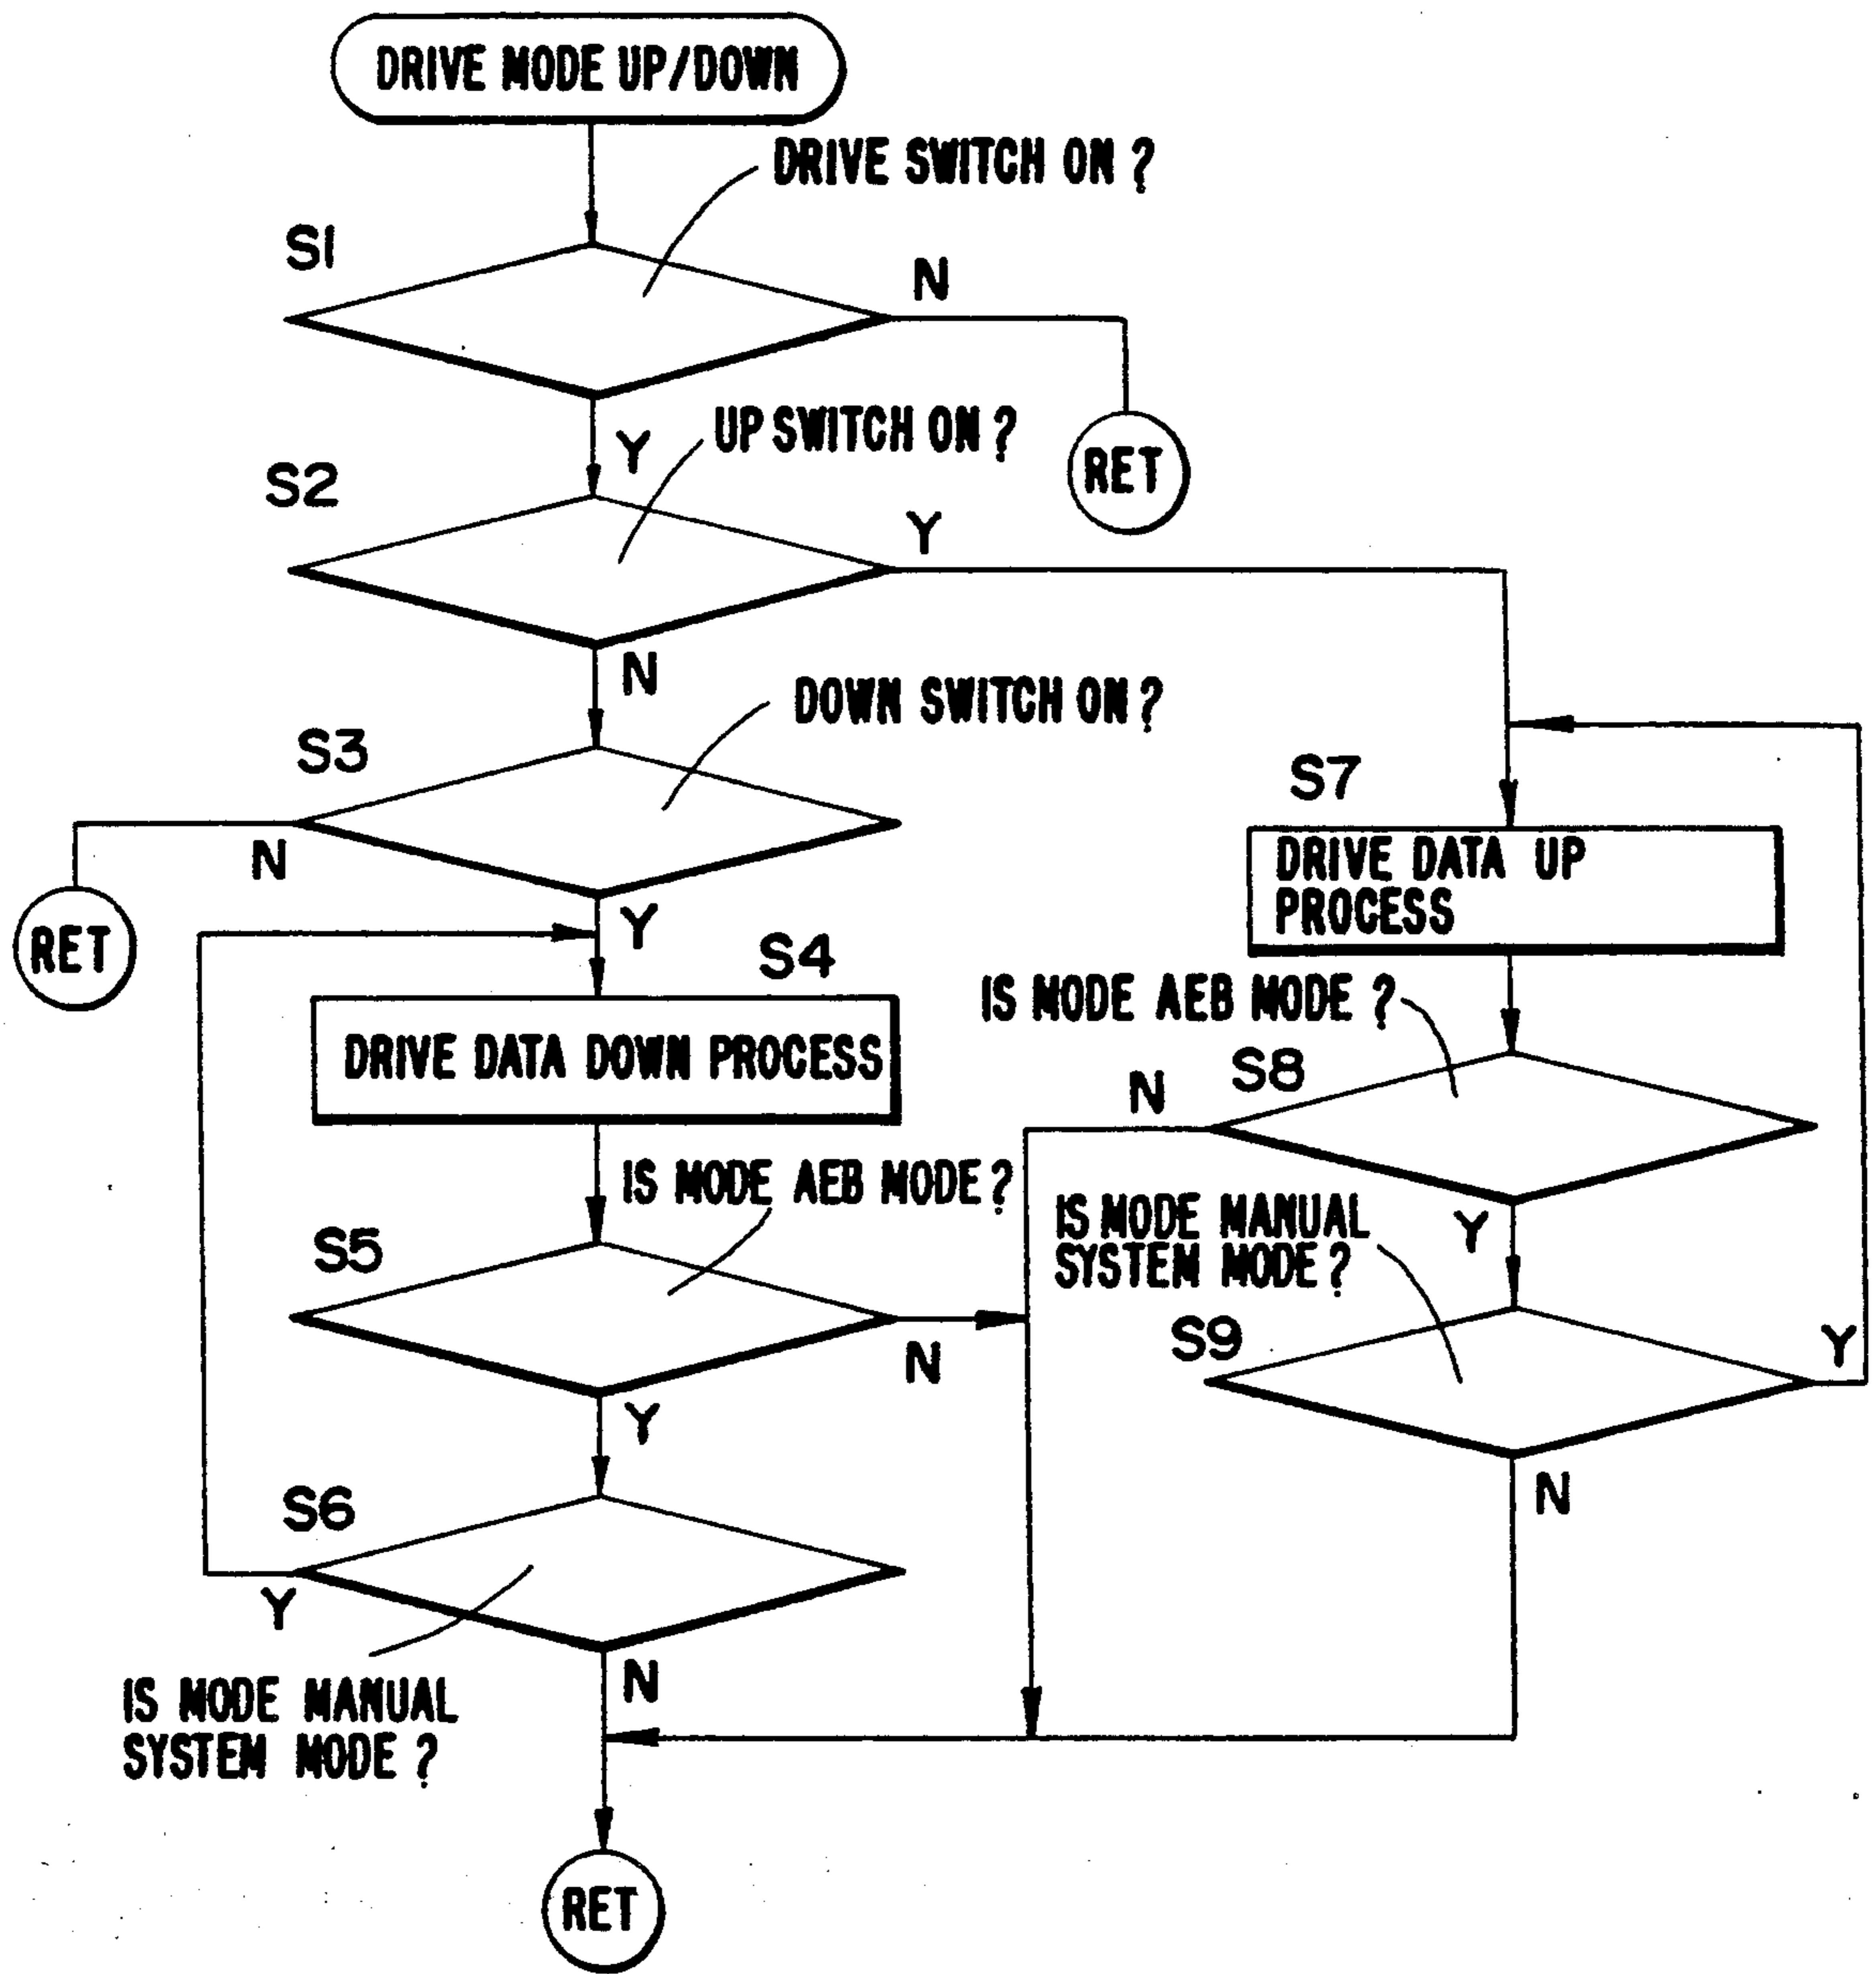 DRIVE MODE UP/DOWN
DRIVE SWITCH ON ?
S1
N
RET
UP SWITCH ON ?
Y
S2
Y
N
DOWN SWITCH ON ?
S3
N
RET
Y
S4
DRIVE DATA DOWN PROCESS
S7
DRIVE DATA UP
PROCESS
IS MODE AEB MODE ?
S8
N
Y
IS MODE AEB MODE ?
S5
N
Y
IS MODE MANUAL
SYSTEM MODE ?
S9
Y
N
S6
Y
N
IS MODE MANUAL
SYSTEM MODE ?
RET